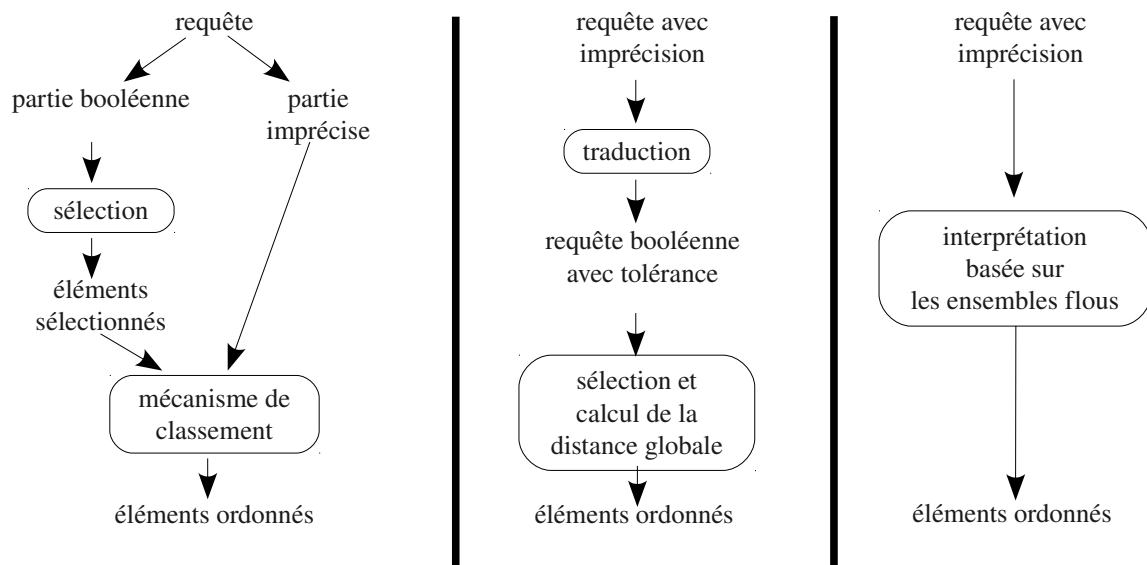 requête
partie booléenne
partie
imprécise
sélection
éléments
sélectionnés
mécanisme de
classement
éléments ordonnés
requête avec
imprécision
traduction
requête booléenne
avec tolérance
sélection et
calcul de la
distance globale
éléments ordonnés
requête avec
imprécision
interprétation
basée sur
les ensembles flous
éléments ordonnés